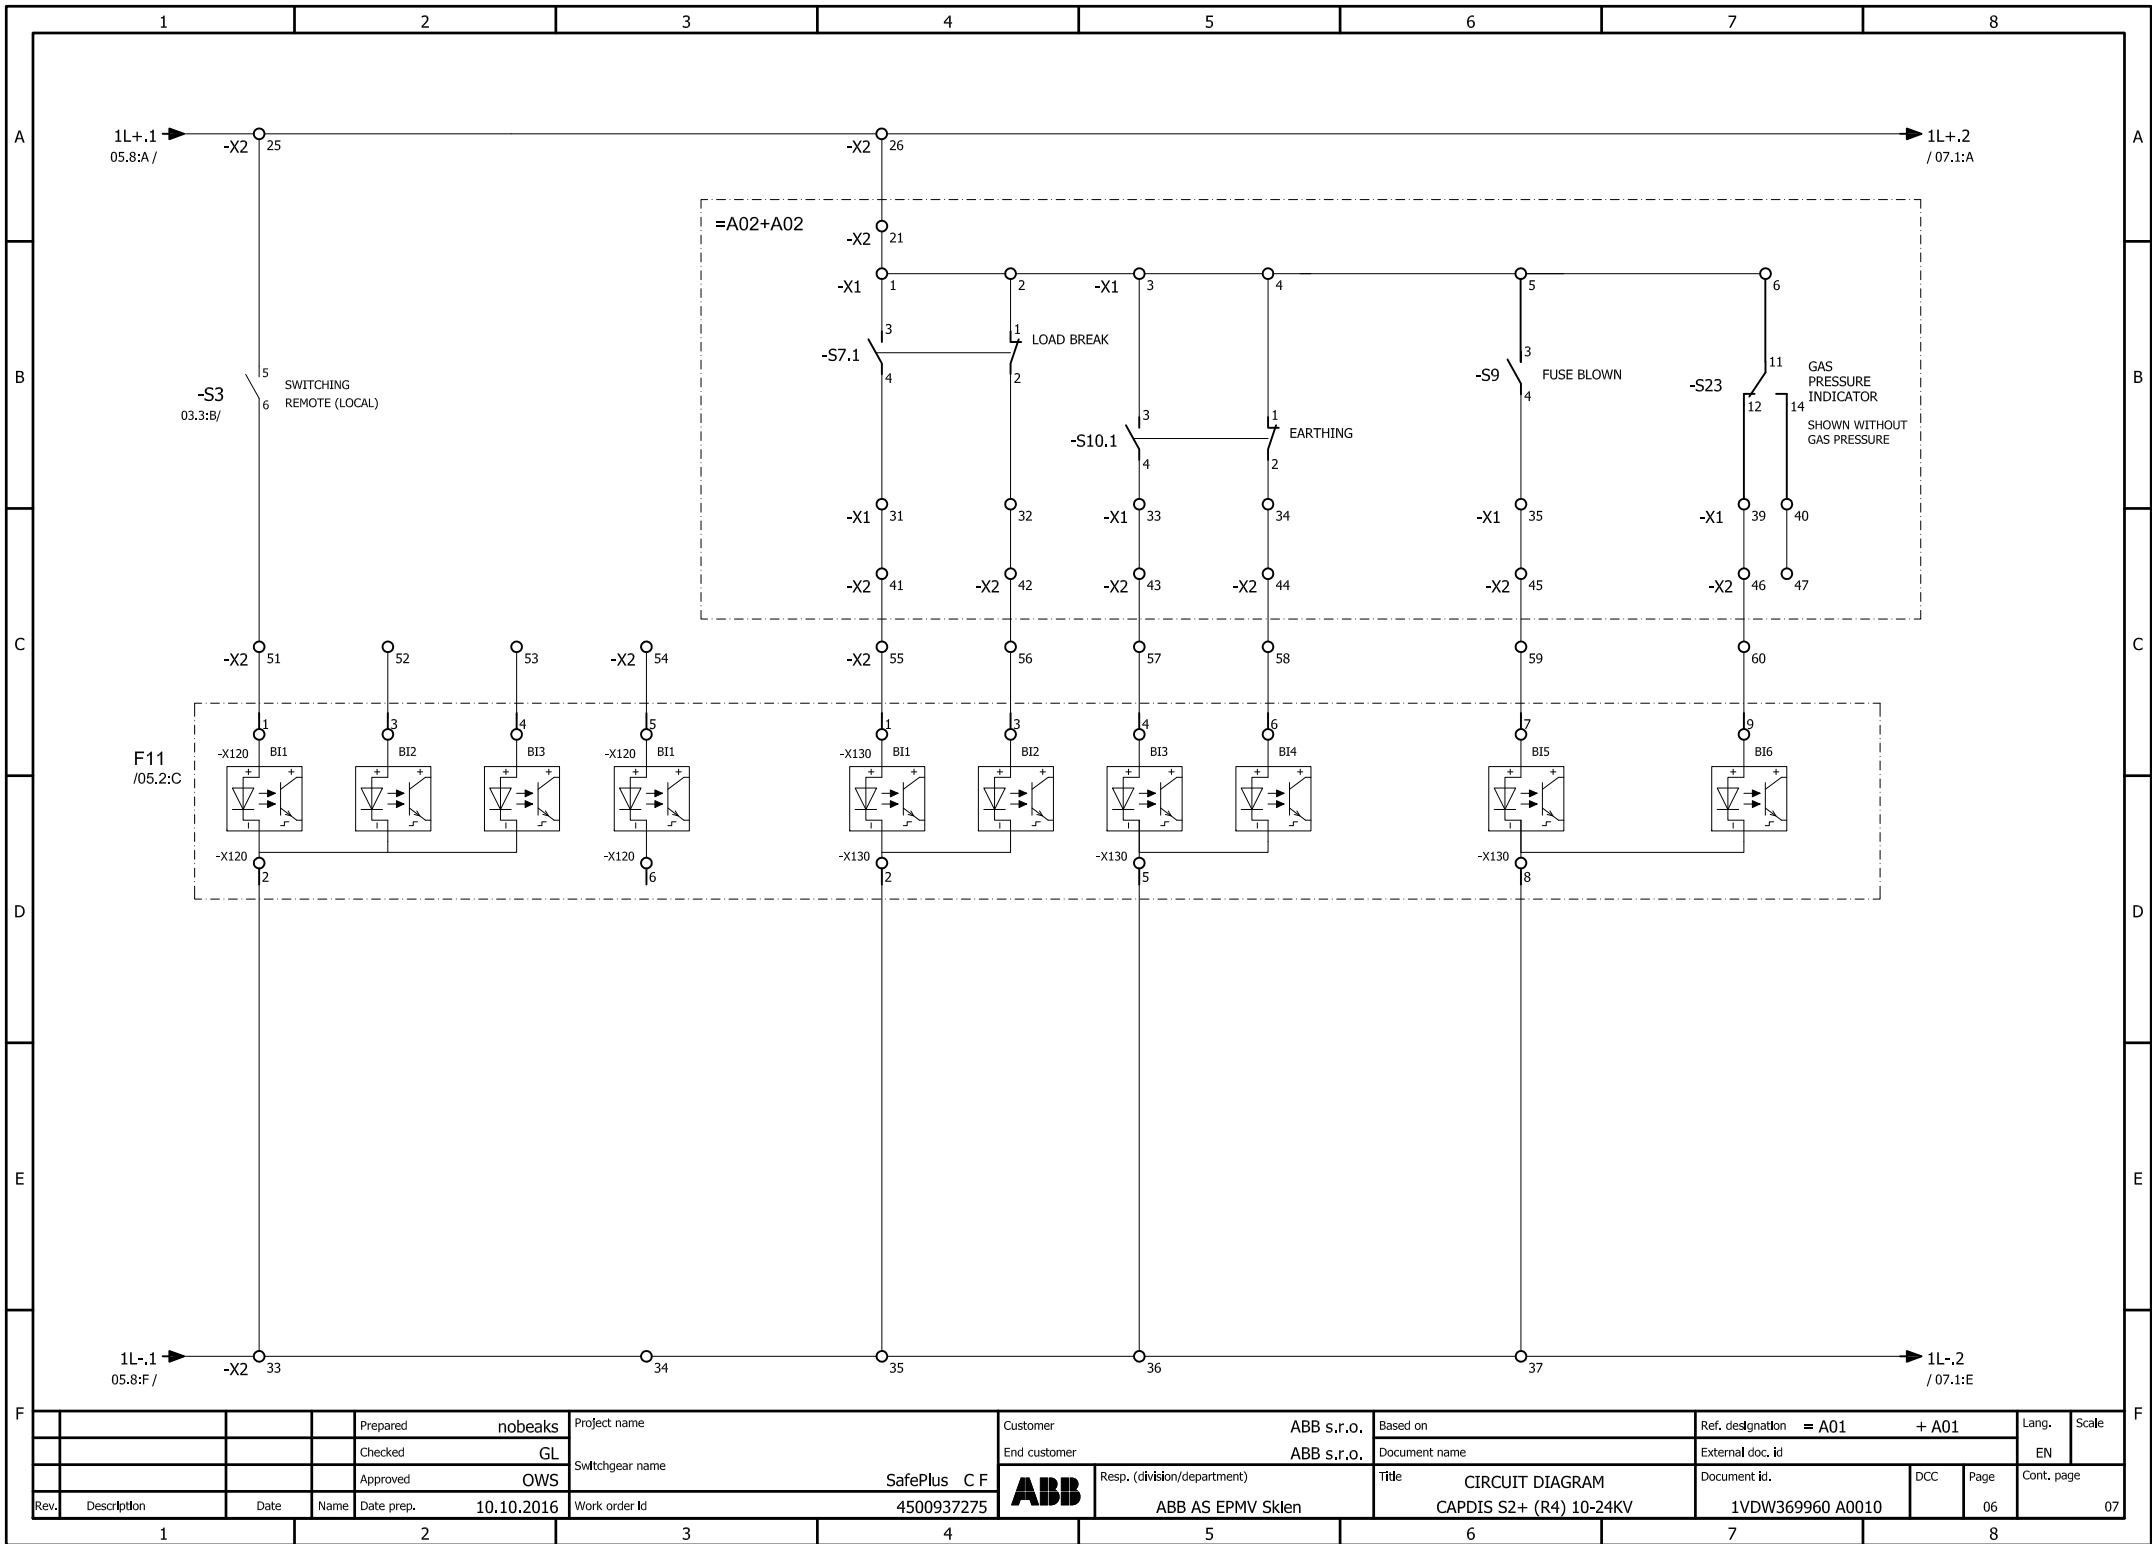 1 2 3 4 5 6 7 8
A A
1L+.1
05.8:A /
-X2 25
-X2 26
1L+.2
/ 07.1:A
=A02+A02
-X2 21
-X1 1 2 -X1 3 4 5 6
B B
-S3
03.3:B/
5
6
SWITCHING
REMOTE (LOCAL)
-S7.1
3
4
1
2
LOAD BREAK
-S10.1
3
4
1
2
EARTHING
-S9
3
4
FUSE BLOWN
-S23
11
12 14
GAS
PRESSURE
INDICATOR
SHOWN WITHOUT
GAS PRESSURE
-X1 31 32 -X1 33 34 -X1 35 -X1 39 40
-X2 41 -X2 42 -X2 43 -X2 44 -X2 45 -X2 46 47
C C
-X2 51 52 53 -X2 54 -X2 55 56 57 58 59 60
F11
/05.2:C
1 3 4 5 1 3 4 6 7 9
-X120 BI1 BI2 BI3 -X120 BI1 -X130 BI1 BI2 BI3 BI4 BI5 BI6
+ + + + + + + + + + + + + + + + + + + +
-X120 2 -X120 6 -X130 2 -X130 5 -X130 8
D D
E E
1L-.1
05.8:F /
-X2 33 34 35 36 37
1L-.2
/ 07.1:E
F F
Prepared nobeaks
Checked GL
Approved OWS
Rev. Description Date Name Date prep. 10.10.2016
Project name
Switchgear name
SafePlus C F
Work order id 4500937275
Customer ABB s.r.o.
End customer ABB s.r.o.
ABB
Resp. (division/department)
ABB AS EPMV Skien
Based on
Document name
Title CIRCUIT DIAGRAM
CAPDIS S2+ (R4) 10-24KV
Ref. designation = A01 + A01
External doc. id
Document id.
1VDW369960 A0010
DCC
Page
06
Lang.
EN
Scale
Cont. page
07
1 2 3 4 5 6 7 8